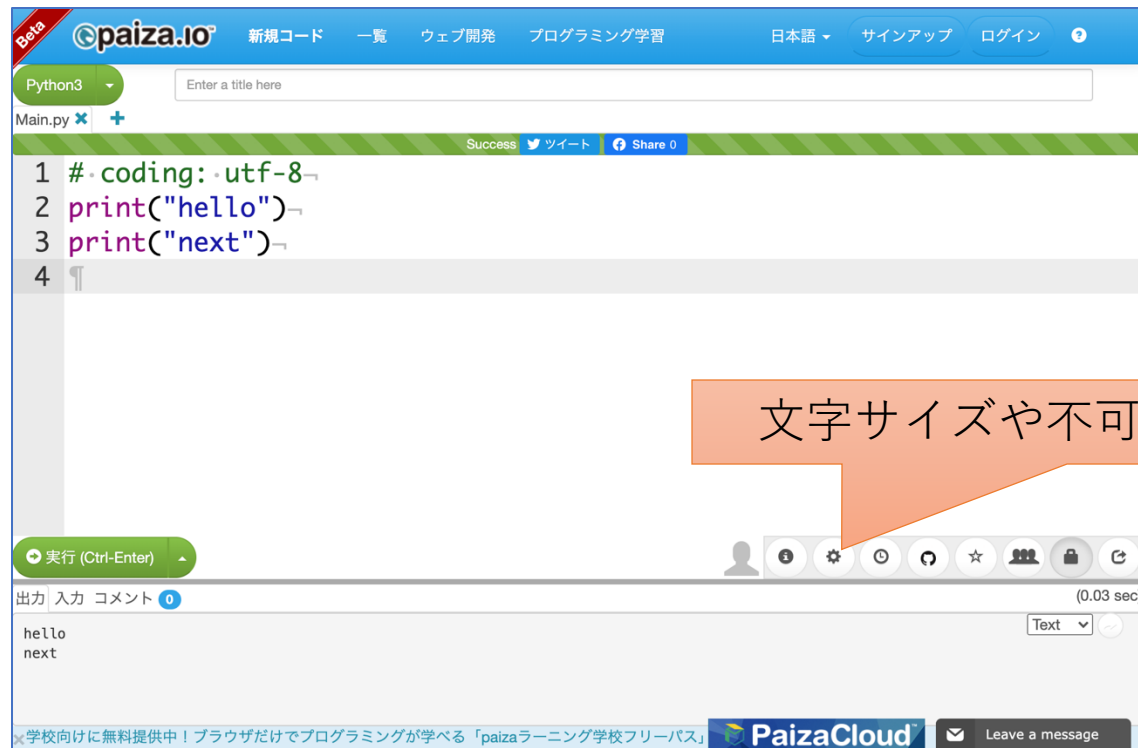 Beta paiza.IO 新規コード 一覧 ウェブ開発 プログラミング学習 日本語 サインアップ ログイン ?
Python3 Enter a title here
Main.py
Success ツイート Share 0
1 #·coding:·utf-8¬
2 print("hello")¬
3 print("next")¬
4 ¶
文字サイズや不可
実行 (Ctrl-Enter)
出力 入力 コメント 0 (0.03 sec
hello Text
next
学校向けに無料提供中！ブラウザだけでプログラミングが学べる「paizaラーニング学校フリーパス」 PaizaCloud Leave a message